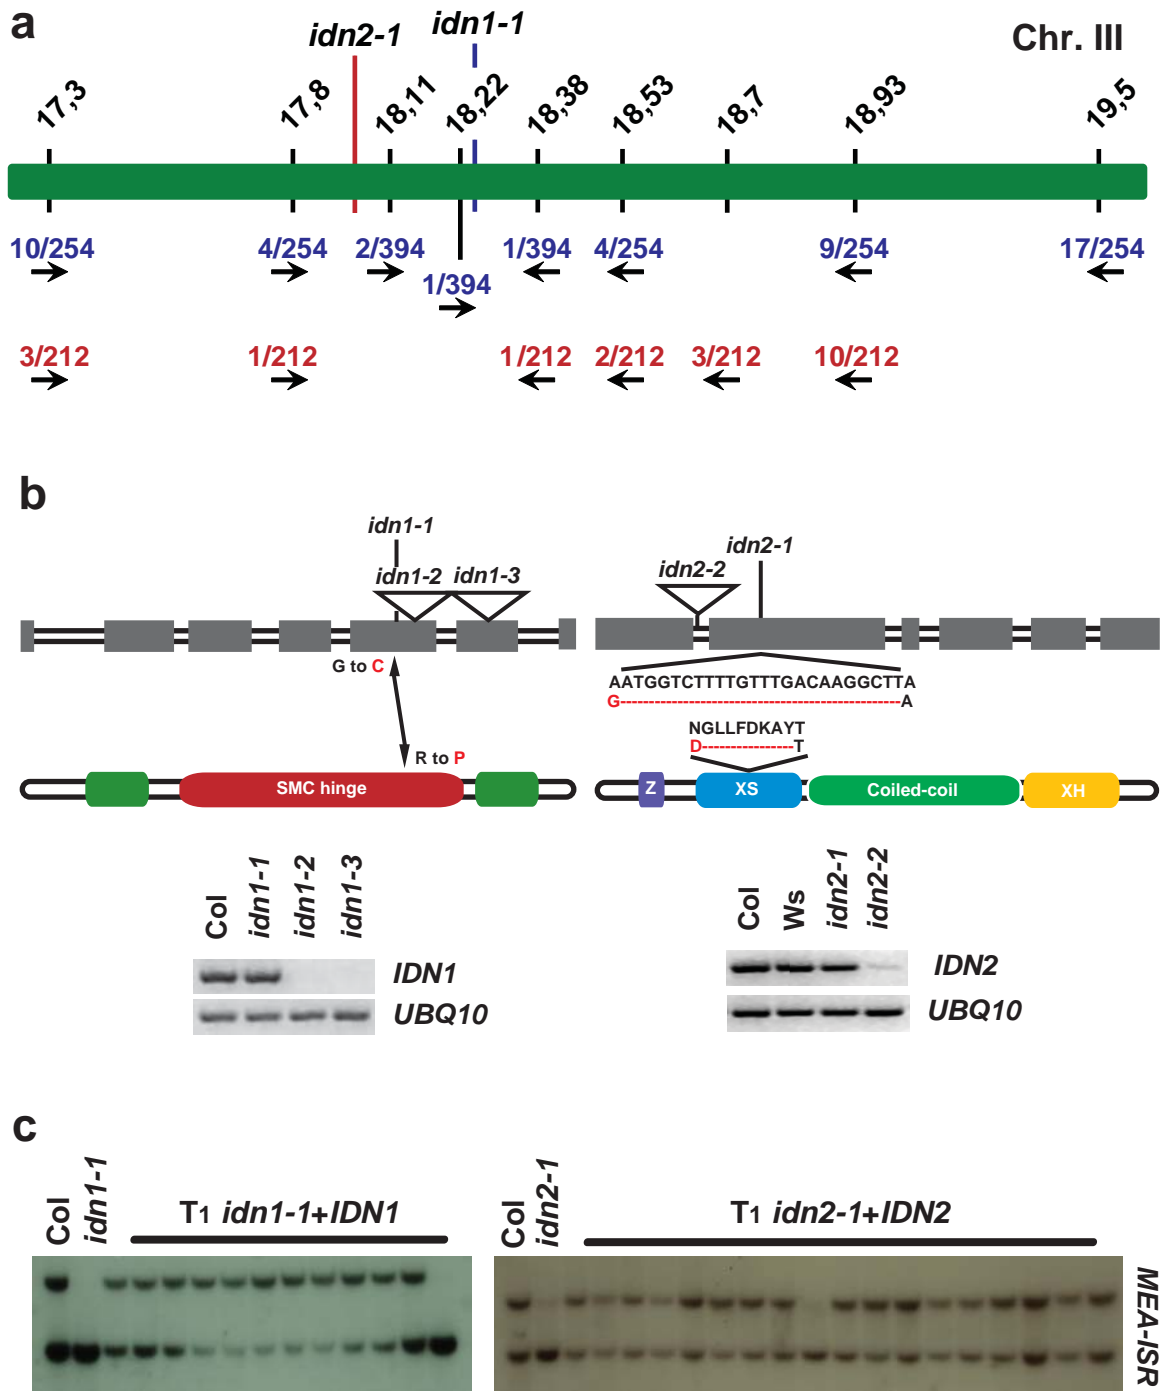 a
idn2-1
idn1-1
Chr. III
17,3
17,8
18,11
18,22
18,38
18,53
18,7
18,93
19,5
10/254
4/254
2/394
1/394
4/254
9/254
17/254
1/394
3/212
1/212
1/212
2/212
3/212
10/212
b
idn1-1
idn1-2
idn1-3
idn2-1
idn2-2
G to C
AATGGTCTTTTGTTTGACAAGGCTTA
G A
R to P
NGLLFDKAYT
D T
SMC hinge
Z
XS
Coiled-coil
XH
Col
idn1-1
idn1-2
idn1-3
IDN1
UBQ10
Col
Ws
idn2-1
idn2-2
IDN2
UBQ10
c
Col
idn1-1
T1 idn1-1+IDN1
Col
idn2-1
T1 idn2-1+IDN2
MEA-ISR